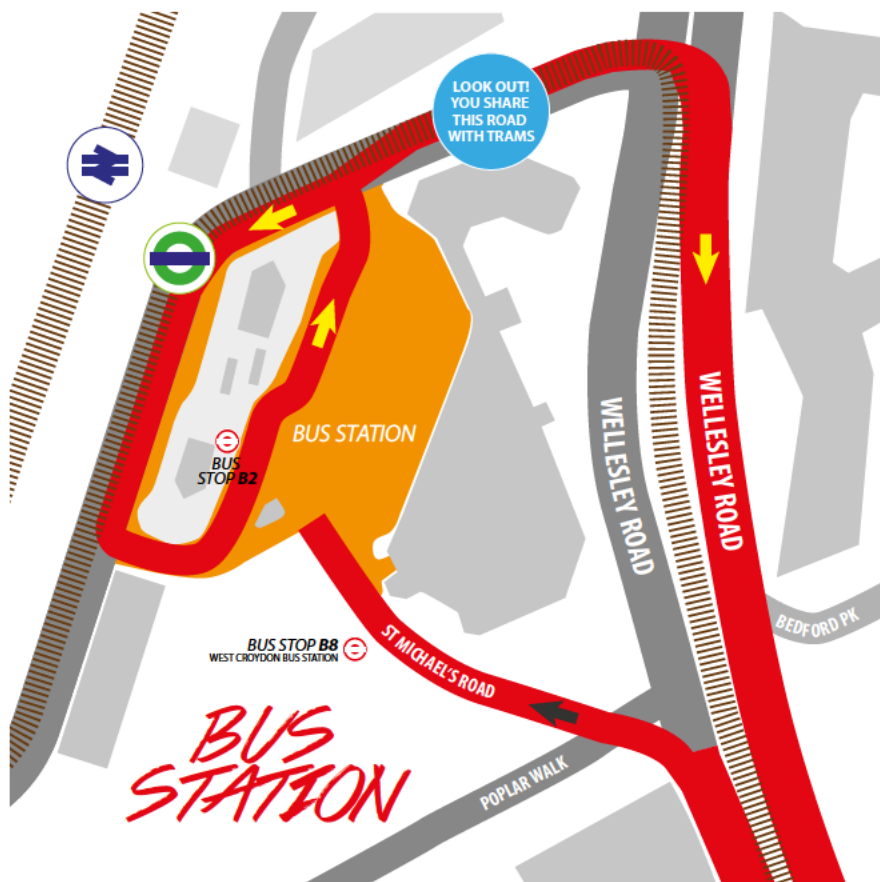 LOOK OUT!
YOU SHARE
THIS ROAD
WITH TRAMS
WELLESLEY ROAD
WELLESLEY ROAD
BUS STATION
BUS
STOP B2
BEDFORD PK
BUS STOP B8
WEST CROYDON BUS STATION
ST MICHAEL'S ROAD
POPLAR WALK
BUS
STATION